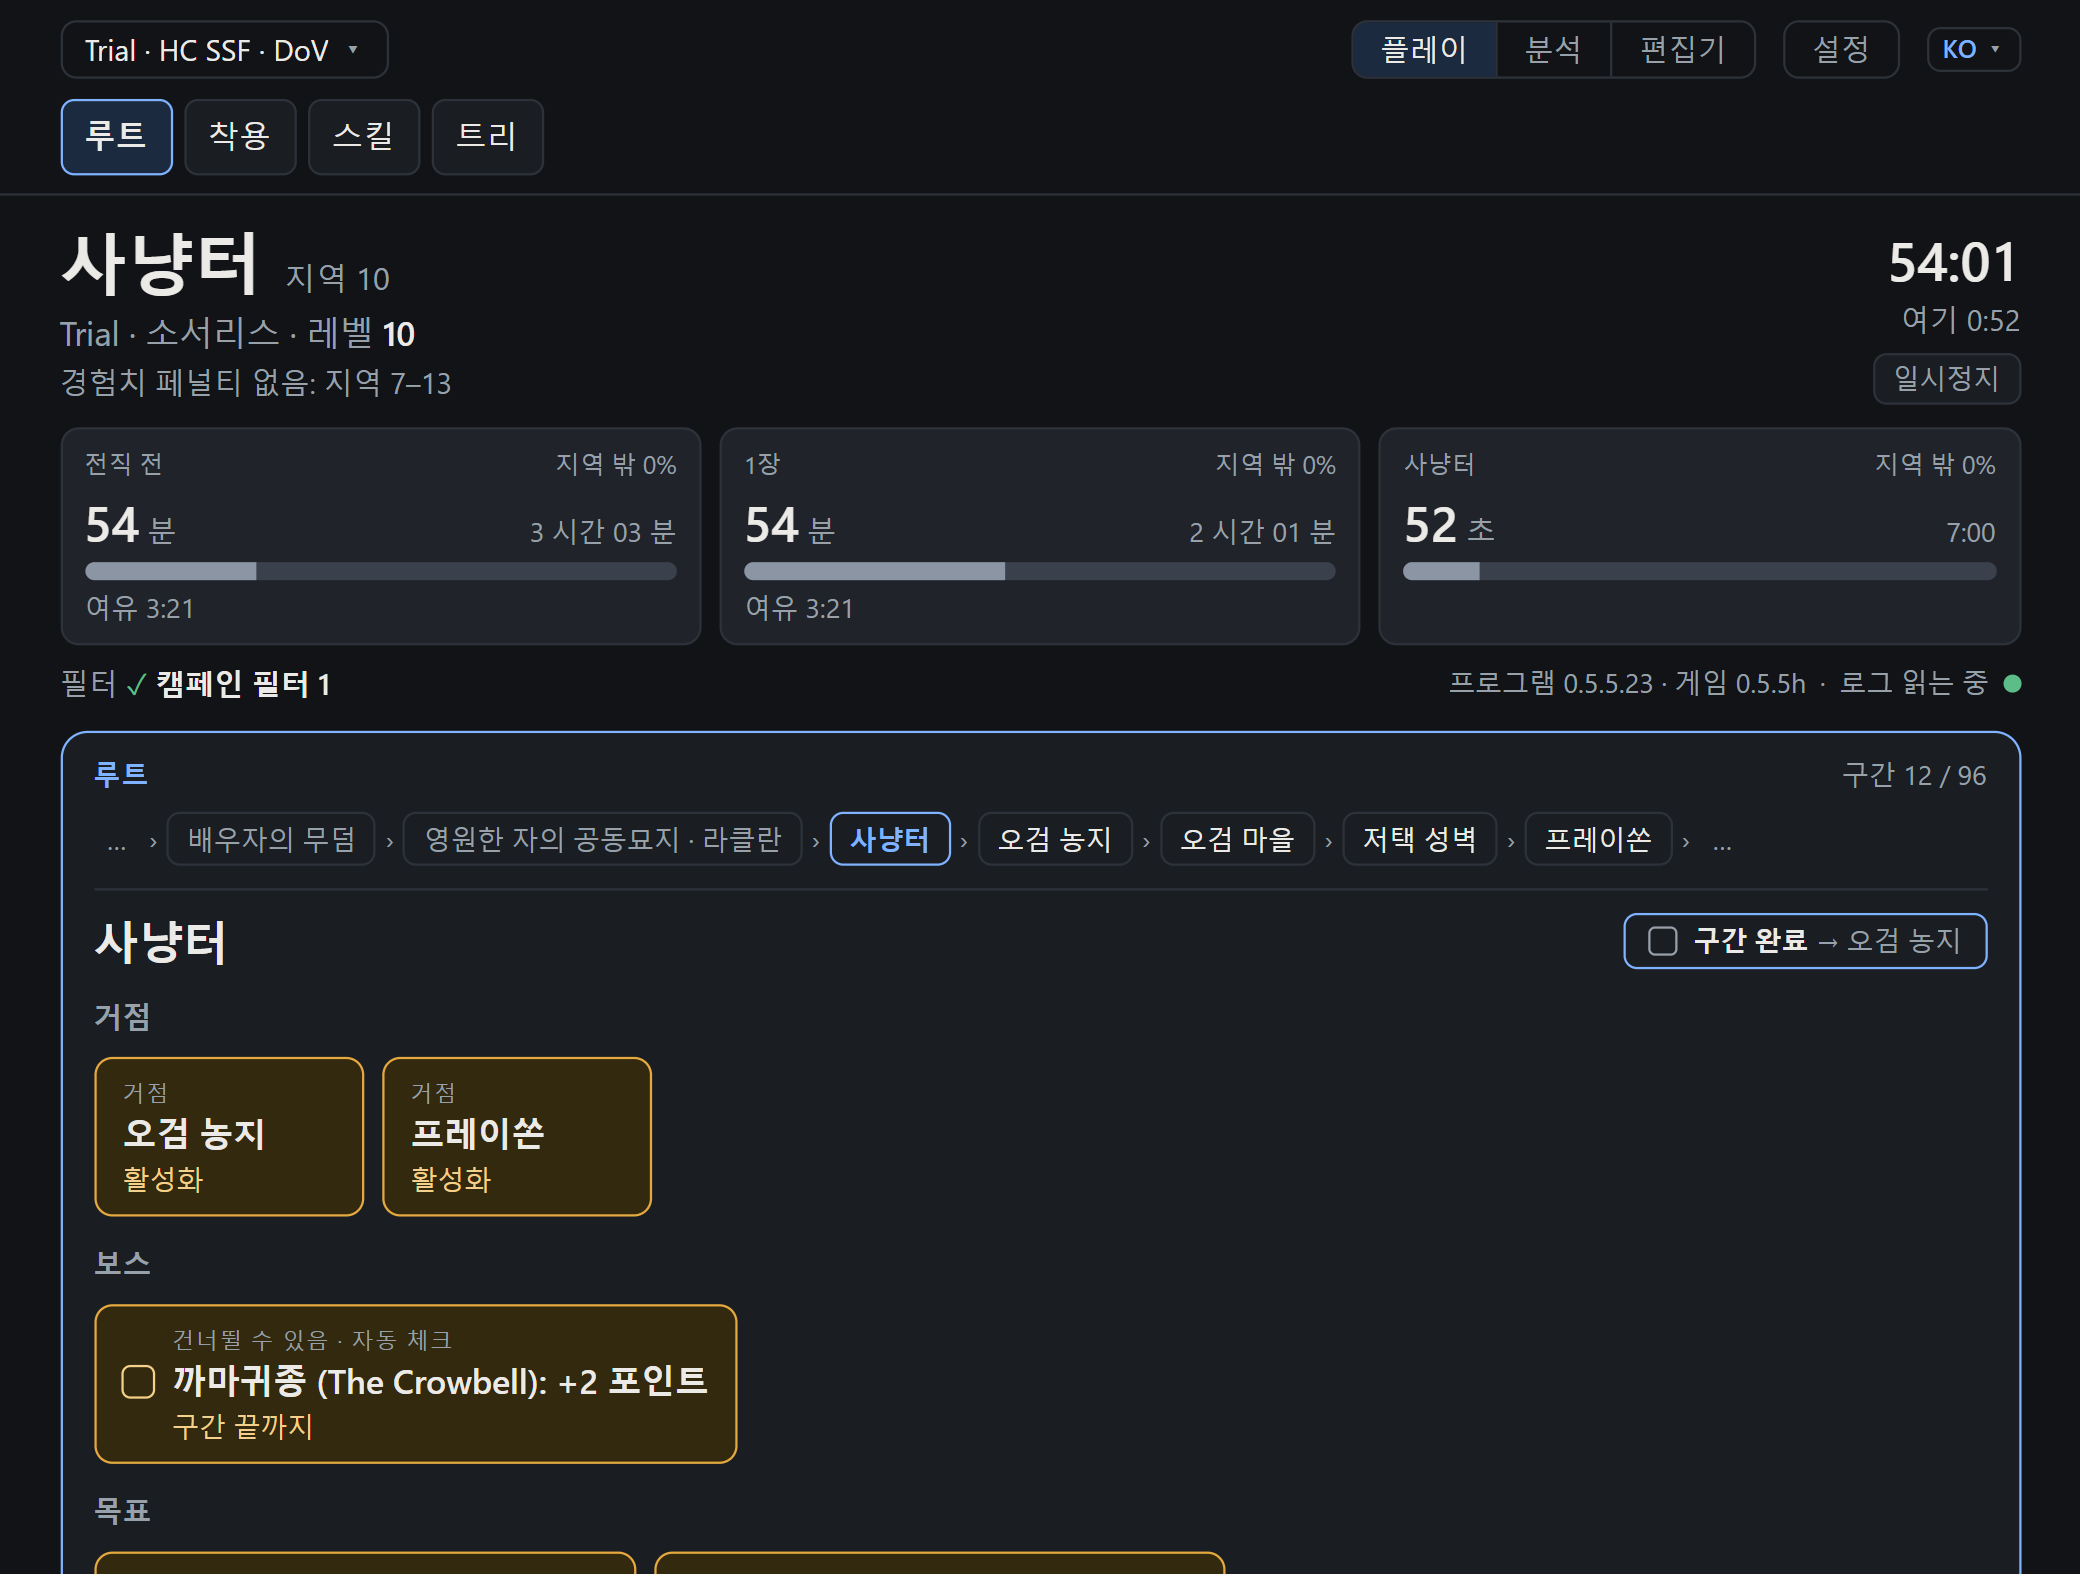 Trial · HC SSF · DoV ▼
플레이 분석 편집기 설정 KO ▼
루트 착용 스킬 트리
사냥터 지역 10
54:01
Trial · 소서리스 · 레벨 10
여기 0:52
경험치 페널티 없음: 지역 7–13
일시정지
전직 전 지역 밖 0%
54 분 3 시간 03 분
여유 3:21
1장 지역 밖 0%
54 분 2 시간 01 분
여유 3:21
사냥터 지역 밖 0%
52 초 7:00
필터 ✓ 캠페인 필터 1
프로그램 0.5.5.23 · 게임 0.5.5h · 로그 읽는 중
루트 구간 12 / 96
... › 배우자의 무덤 › 영원한 자의 공동묘지 · 라클란 › 사냥터 › 오검 농지 › 오검 마을 › 저택 성벽 › 프레이쏜 › ...
사냥터
구간 완료 → 오검 농지
거점
거점
오검 농지
활성화
거점
프레이쏜
활성화
보스
건너뛸 수 있음 · 자동 체크
까마귀종 (The Crowbell): +2 포인트
구간 끝까지
목표